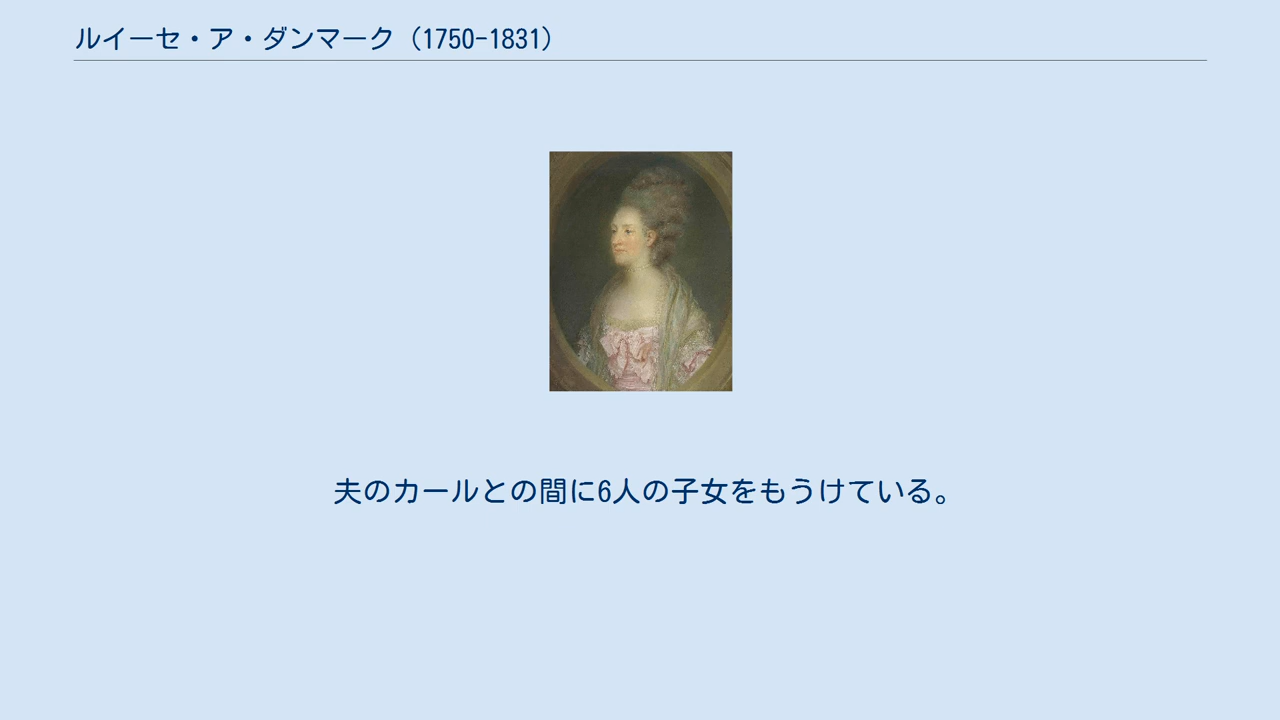 ルイーセ・ア・ダンマーク（1750-1831）
夫のカールとの間に6人の子女をもうけている。